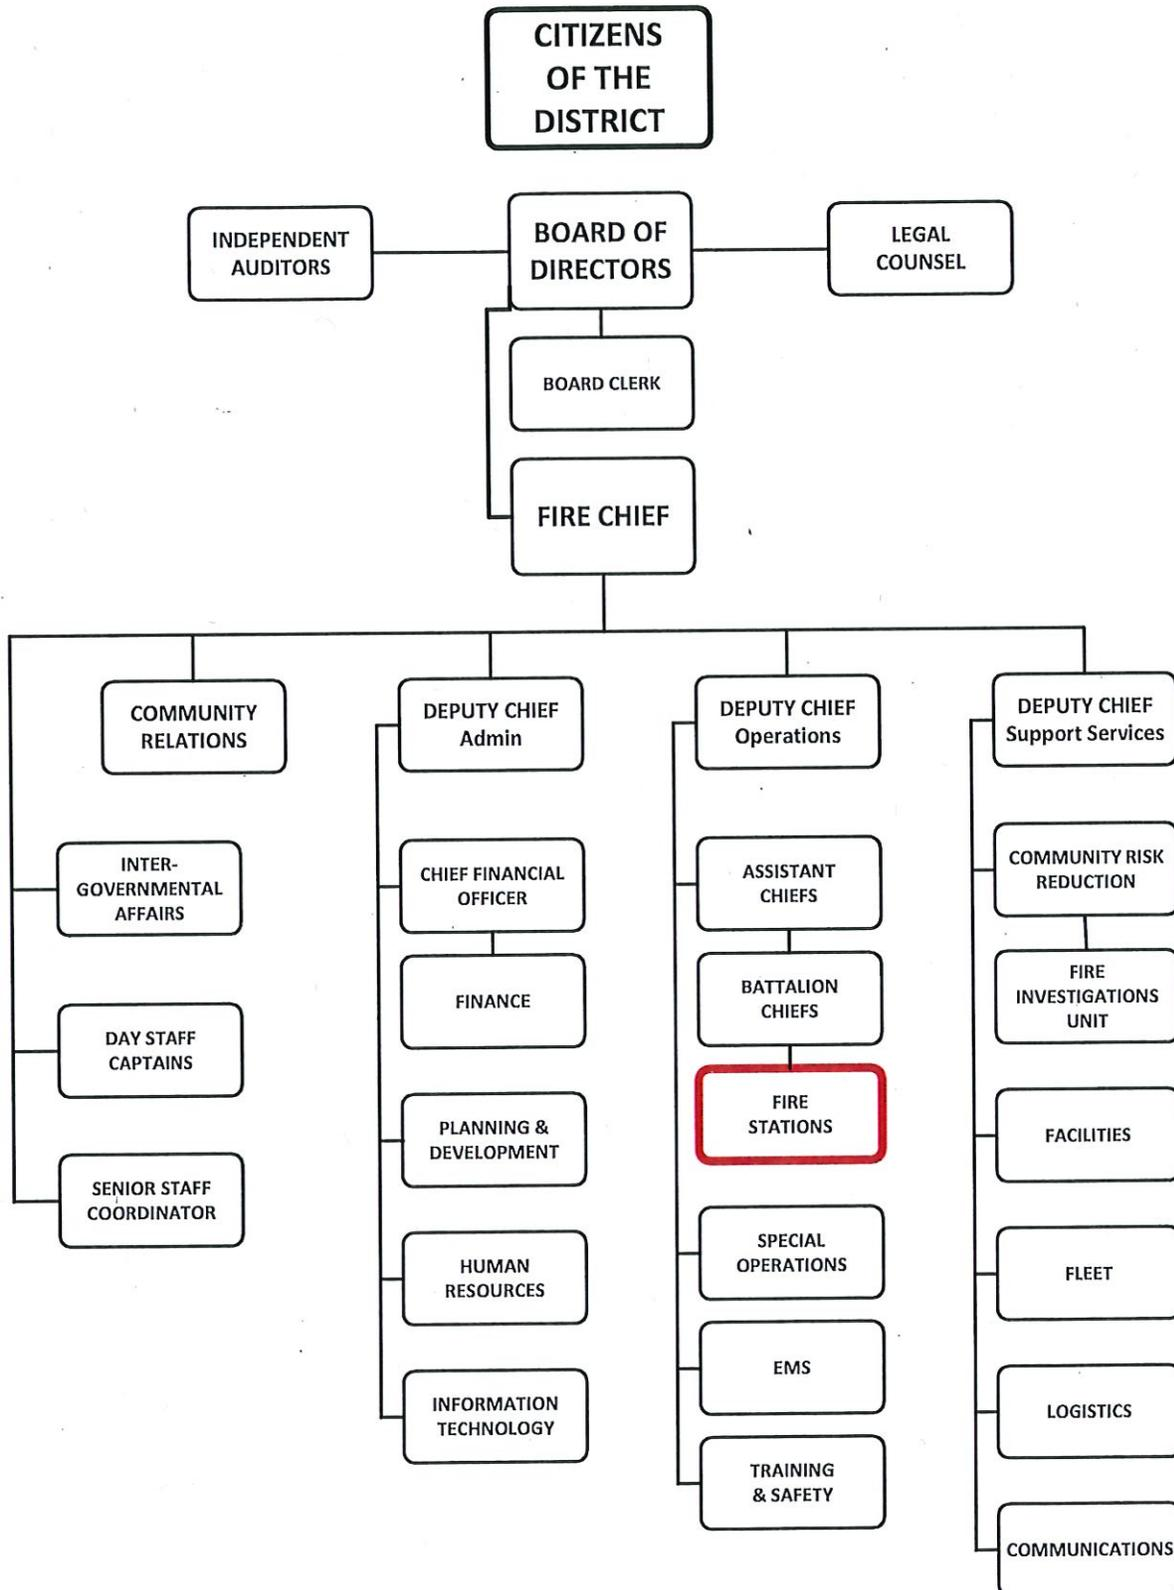 CITIZENS
OF THE
DISTRICT
INDEPENDENT
AUDITORS
BOARD OF
DIRECTORS
LEGAL
COUNSEL
BOARD CLERK
FIRE CHIEF
COMMUNITY
RELATIONS
DEPUTY CHIEF
Admin
DEPUTY CHIEF
Operations
DEPUTY CHIEF
Support Services
INTER-
GOVERNMENTAL
AFFAIRS
DAY STAFF
CAPTAINS
SENIOR STAFF
COORDINATOR
CHIEF FINANCIAL
OFFICER
FINANCE
PLANNING &
DEVELOPMENT
HUMAN
RESOURCES
INFORMATION
TECHNOLOGY
ASSISTANT
CHIEFS
BATTALION
CHIEFS
FIRE
STATIONS
SPECIAL
OPERATIONS
EMS
TRAINING
& SAFETY
COMMUNITY RISK
REDUCTION
FIRE
INVESTIGATIONS
UNIT
FACILITIES
FLEET
LOGISTICS
COMMUNICATIONS